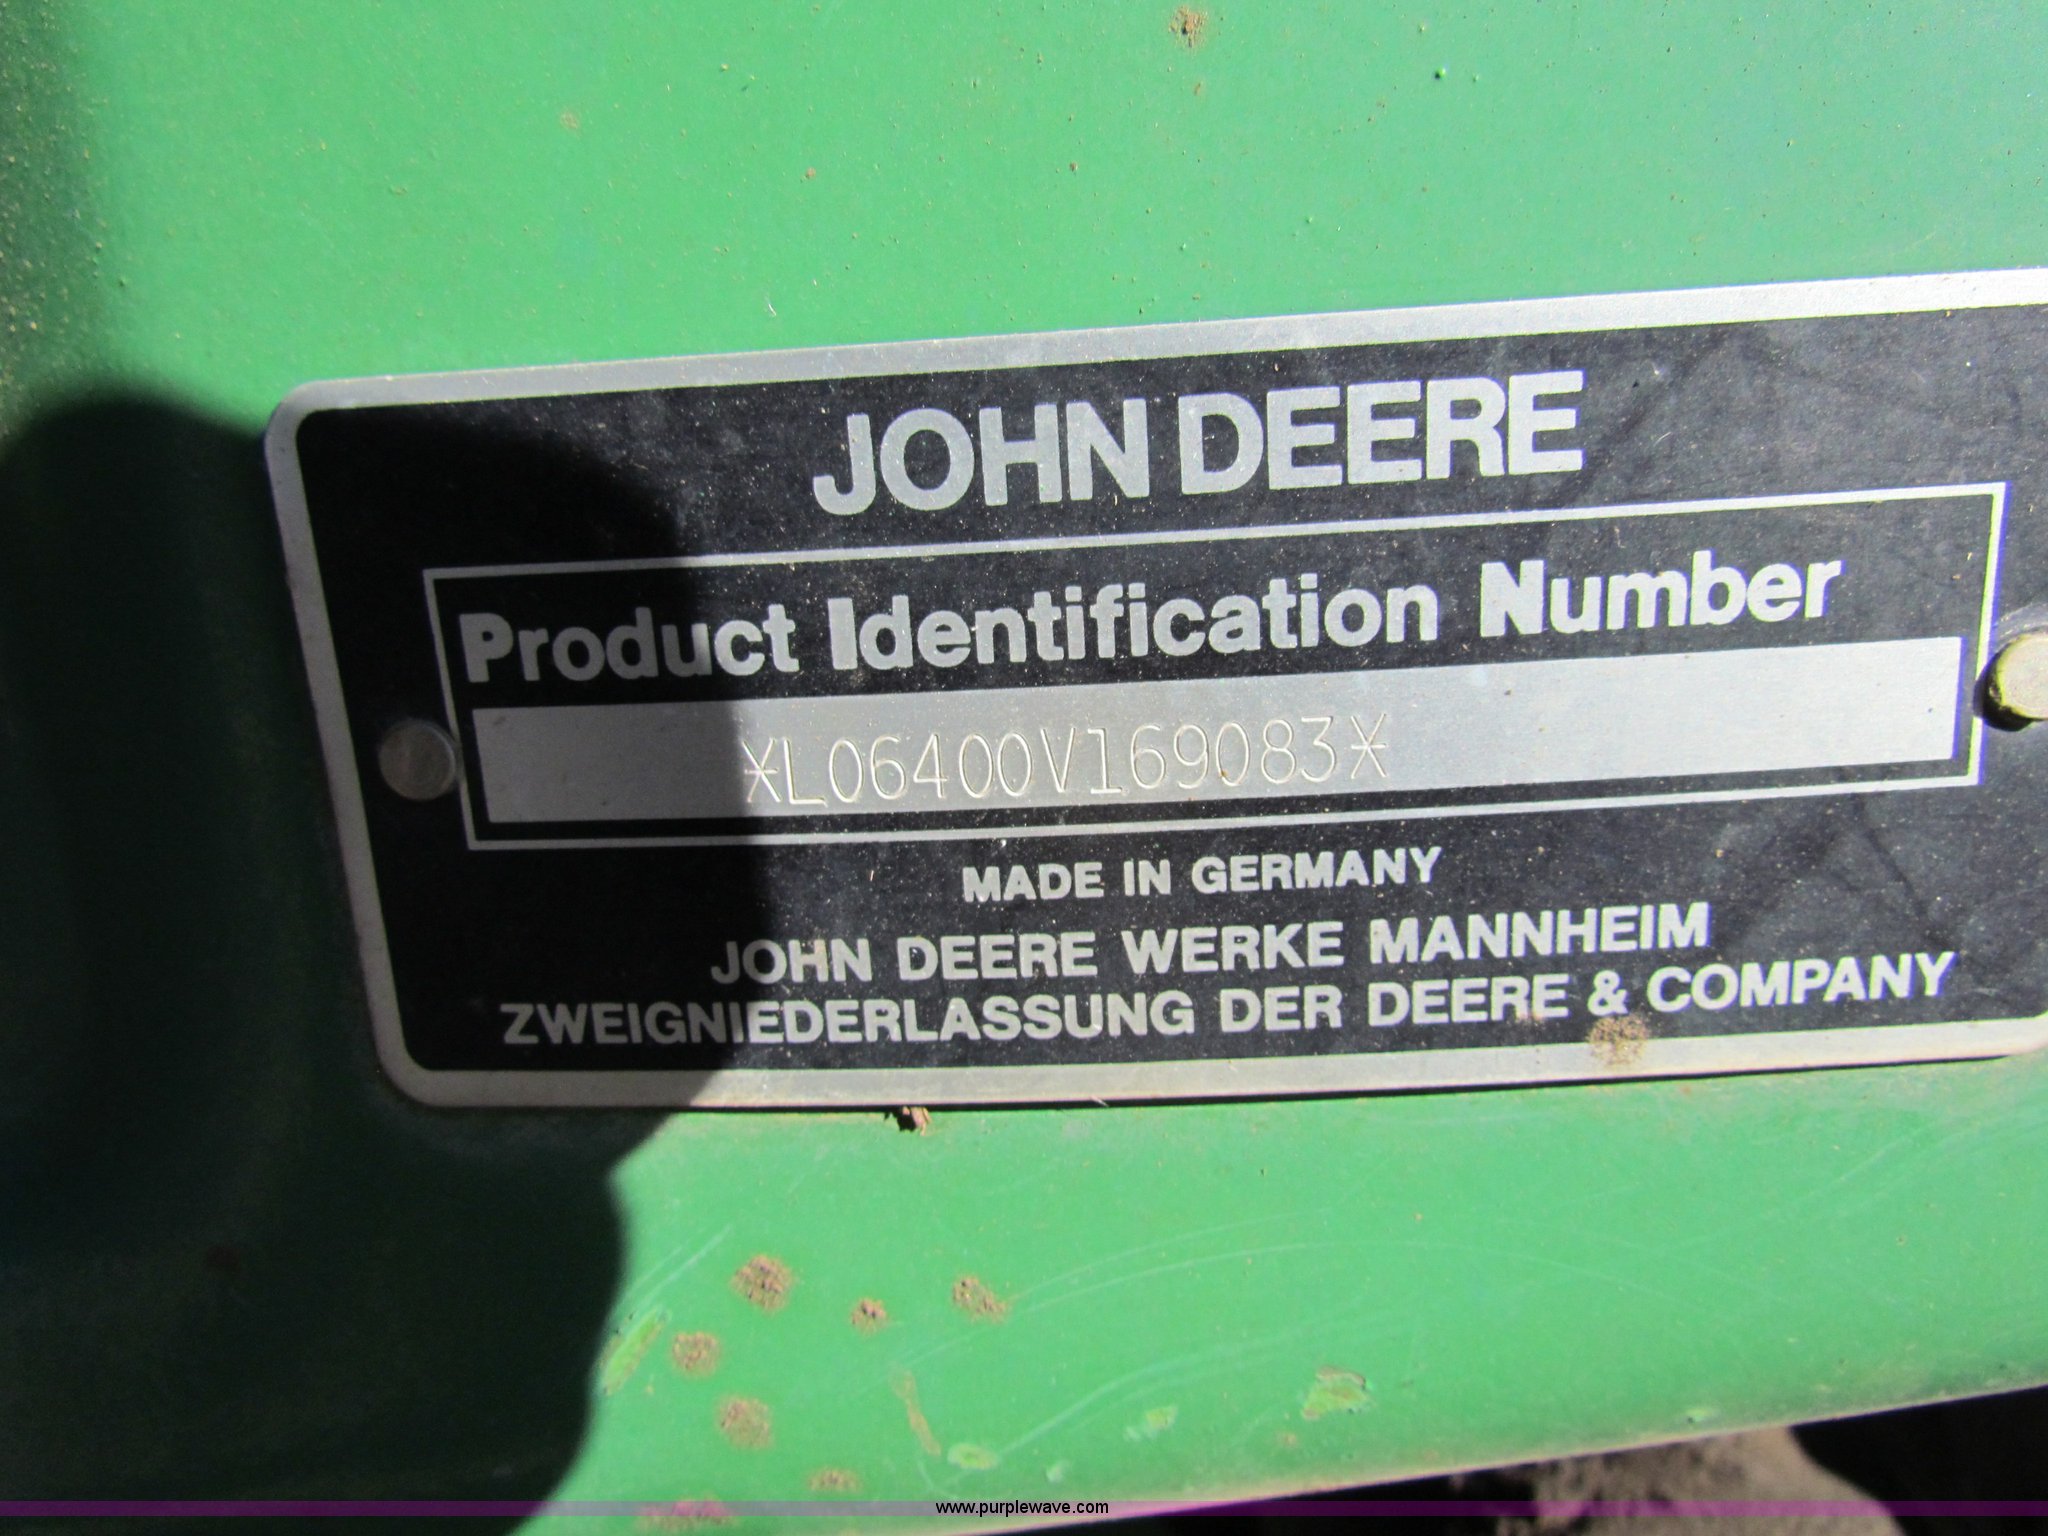 JOHN DEERE
Product Identification Number
*L06400V169083*
MADE IN GERMANY
JOHN DEERE WERKE MANNHEIM
ZWEIGNIEDERLASSUNG DER DEERE & COMPANY
www.purplewave.com